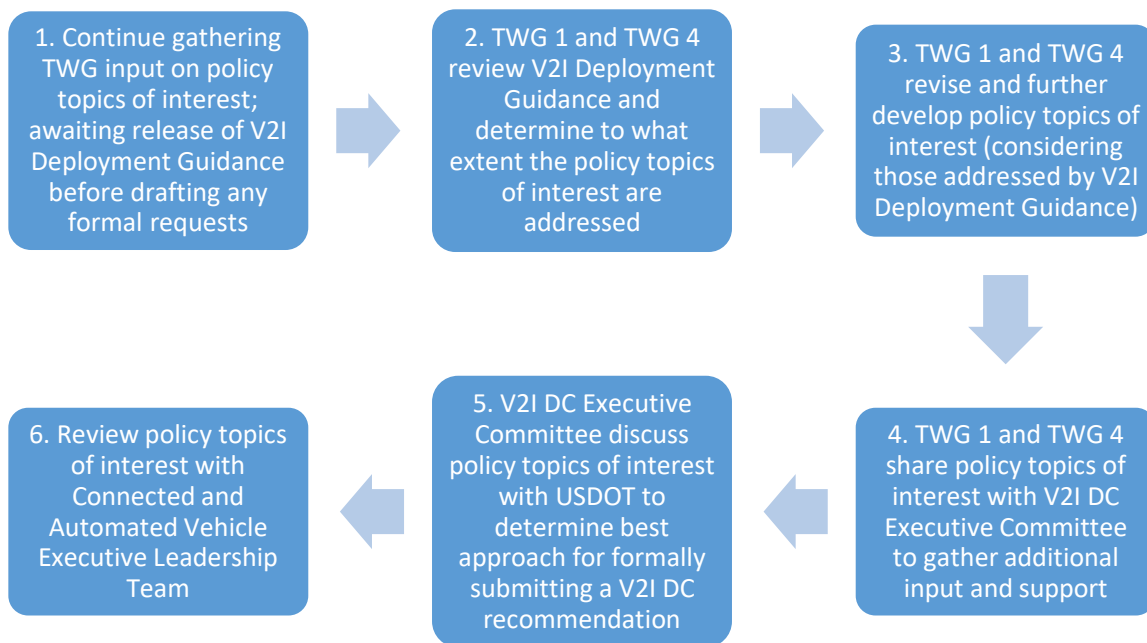 1. Continue gathering
TWG input on policy
topics of interest;
awaiting release of V2I
Deployment Guidance
before drafting any
formal requests
2. TWG 1 and TWG 4
review V2I Deployment
Guidance and
determine to what
extent the policy topics
of interest are
addressed
3. TWG 1 and TWG 4
revise and further
develop policy topics of
interest (considering
those addressed by V2I
Deployment Guidance)
4. TWG 1 and TWG 4
share policy topics of
interest with V2I DC
Executive Committee
to gather additional
input and support
5. V2I DC Executive
Committee discuss
policy topics of interest
with USDOT to
determine best
approach for formally
submitting a V2I DC
recommendation
6. Review policy topics
of interest with
Connected and
Automated Vehicle
Executive Leadership
Team